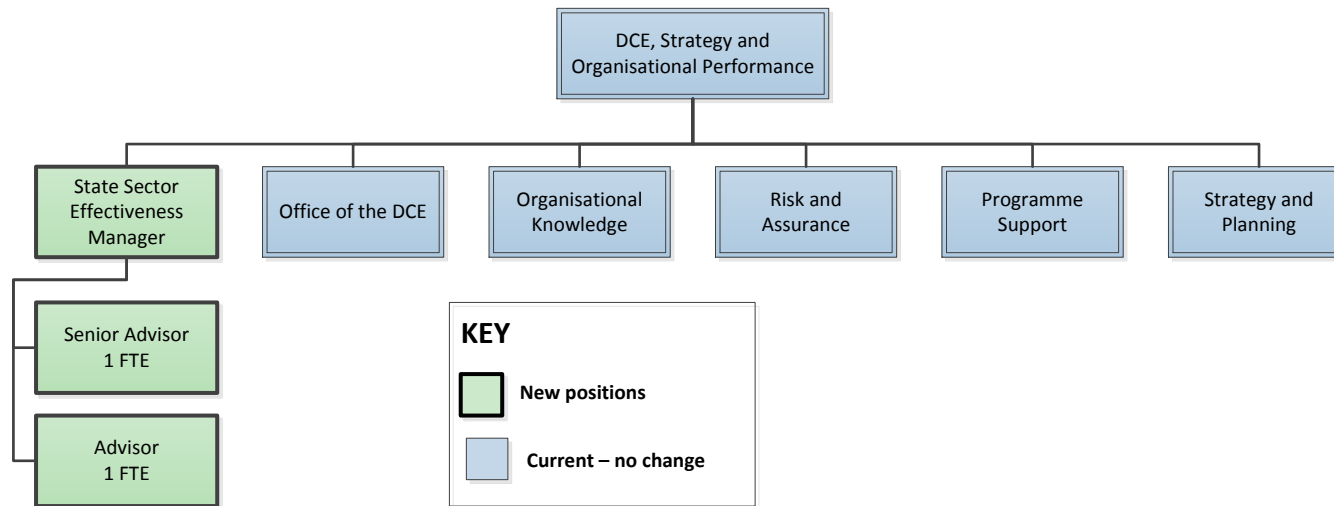 DCE, Strategy and
Organisational Performance
State Sector
Effectiveness
Manager
Office of the DCE
Organisational
Knowledge
Risk and
Assurance
Programme
Support
Strategy and
Planning
Senior Advisor
1 FTE
Advisor
1 FTE
KEY
New positions
Current – no change